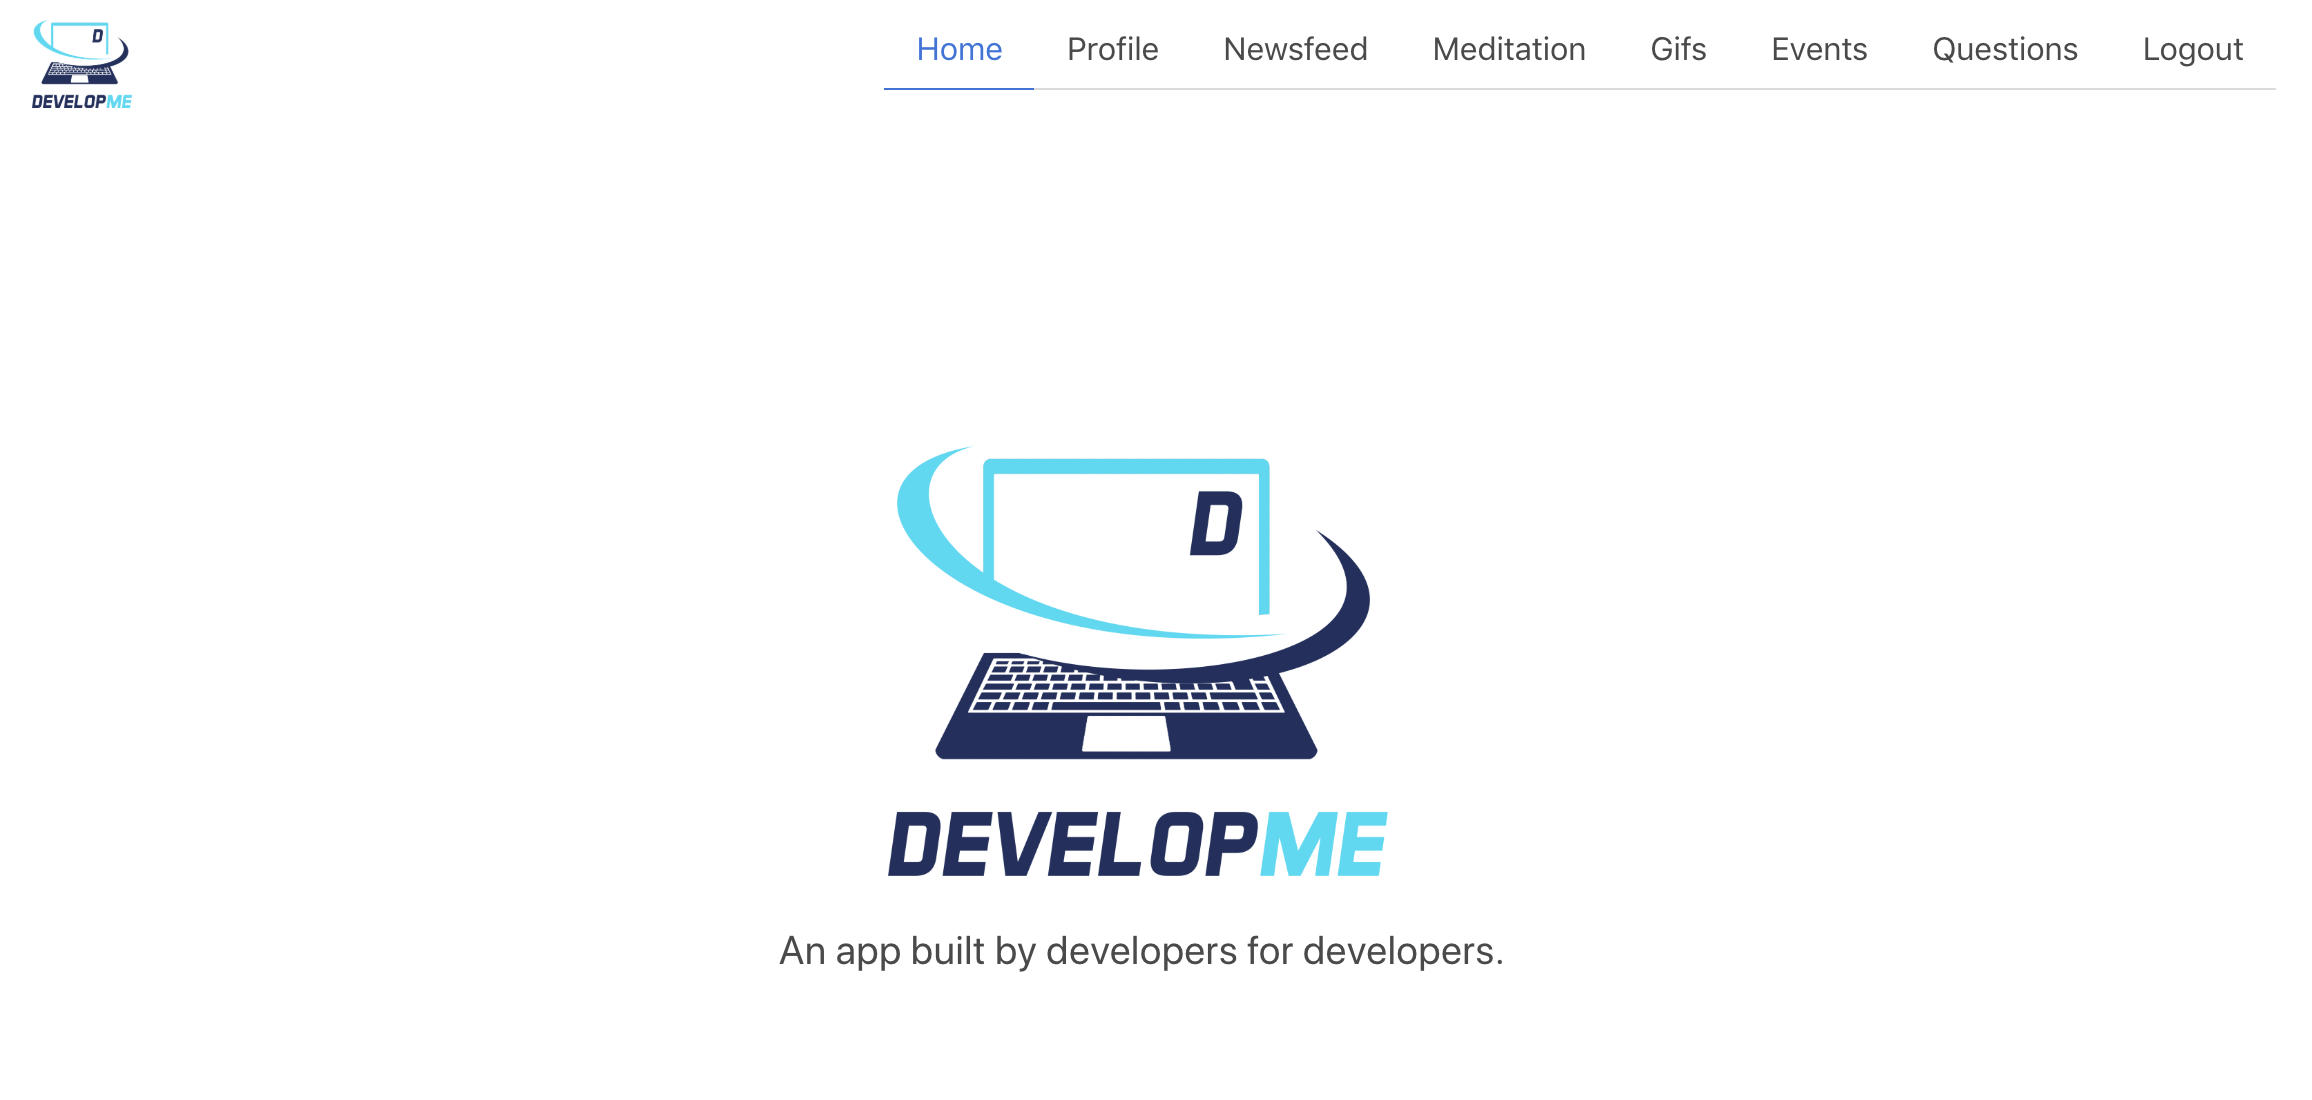 D
DEVELOPME
Home Profile Newsfeed Meditation Gifs Events Questions Logout
D
DEVELOPME
An app built by developers for developers.